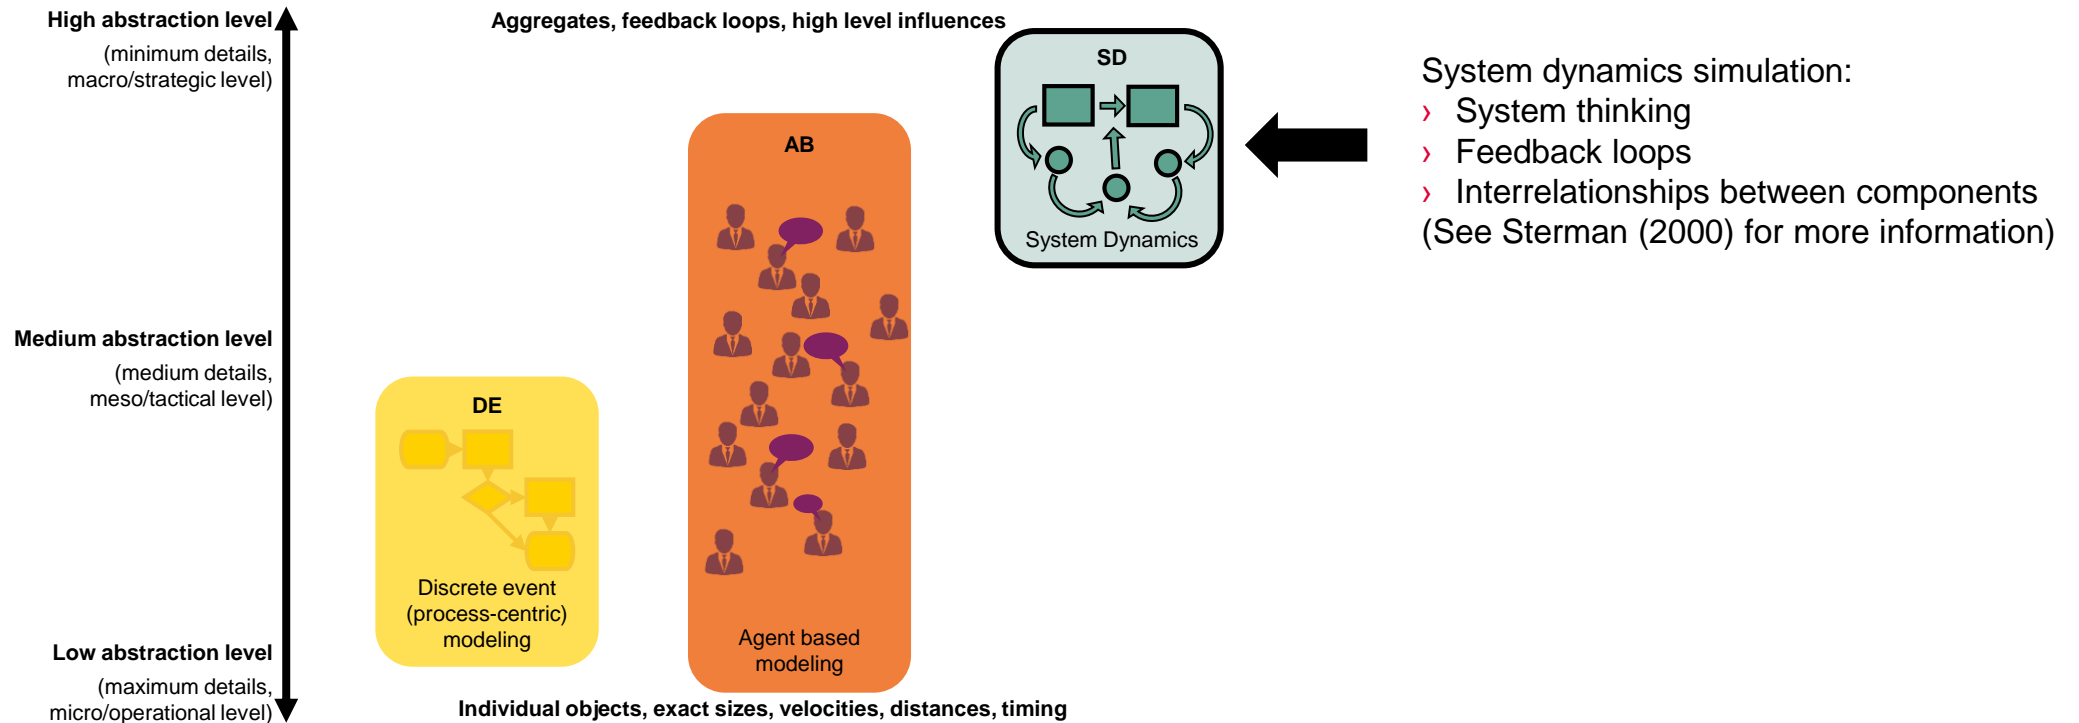 High abstraction level
(minimum details,
macro/strategic level)
Medium abstraction level
(medium details,
meso/tactical level)
Low abstraction level
(maximum details,
micro/operational level)
Aggregates, feedback loops, high level influences
DE
Discrete event
(process-centric)
modeling
AB
Agent based
modeling
SD
System Dynamics
Individual objects, exact sizes, velocities, distances, timing
System dynamics simulation:
› System thinking
› Feedback loops
› Interrelationships between components
(See Sterman (2000) for more information)